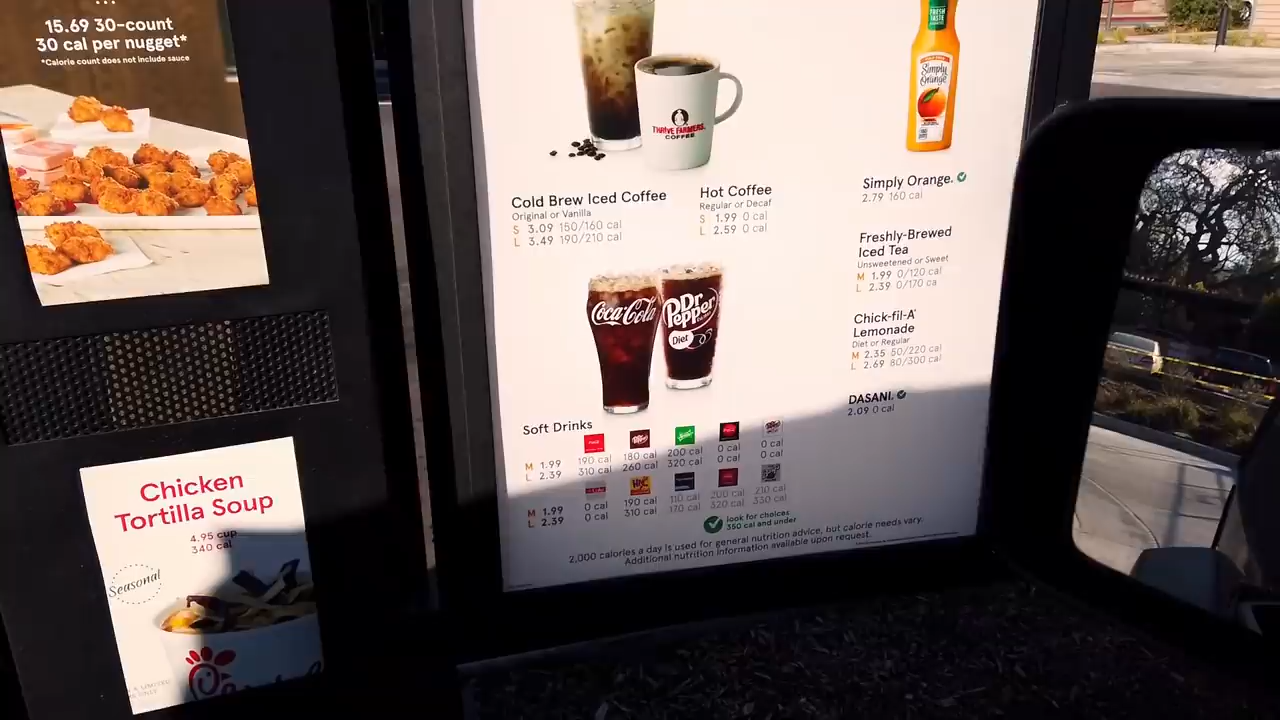 15.69 30-count
30 cal per nugget*
*Calorie count does not include sauce
Chicken
Tortilla Soup
4.95 cup
340 cal
Seasonal
THRIVE FARMERS
COFFEE
Cold Brew Iced Coffee
Original or Vanilla
S 3.09 150/160 cal
L 3.49 190/210 cal
Hot Coffee
Regular or Decaf
S 1.99 0 cal
L 2.59 0 cal
FRESH
TASTE
Simply
Orange
Simply Orange.
2.79 160 cal
Freshly-Brewed
Iced Tea
Unsweetened or Sweet
M 1.99 0/120 cal
L 2.39 0/170 ca
Chick-fil-A
Lemonade
Diet or Regular
M 2.35 50/220 cal
L 2.69 80/300 cal
DASANI.
2.09 0 cal
Coca-Cola
Dr
Pepper
Diet
Soft Drinks
M 1.99 190 cal 180 cal 200 cal 0 cal 0 cal
L 2.39 310 cal 260 cal 320 cal 0 cal 0 cal
M 1.99 0 cal 190 cal 110 cal 200 cal 210 cal
L 2.39 0 cal 310 cal 170 cal 320 cal 330 cal
look for choices
350 cal and under
2,000 calories a day is used for general nutrition advice, but calorie needs vary.
Additional nutrition information available upon request.